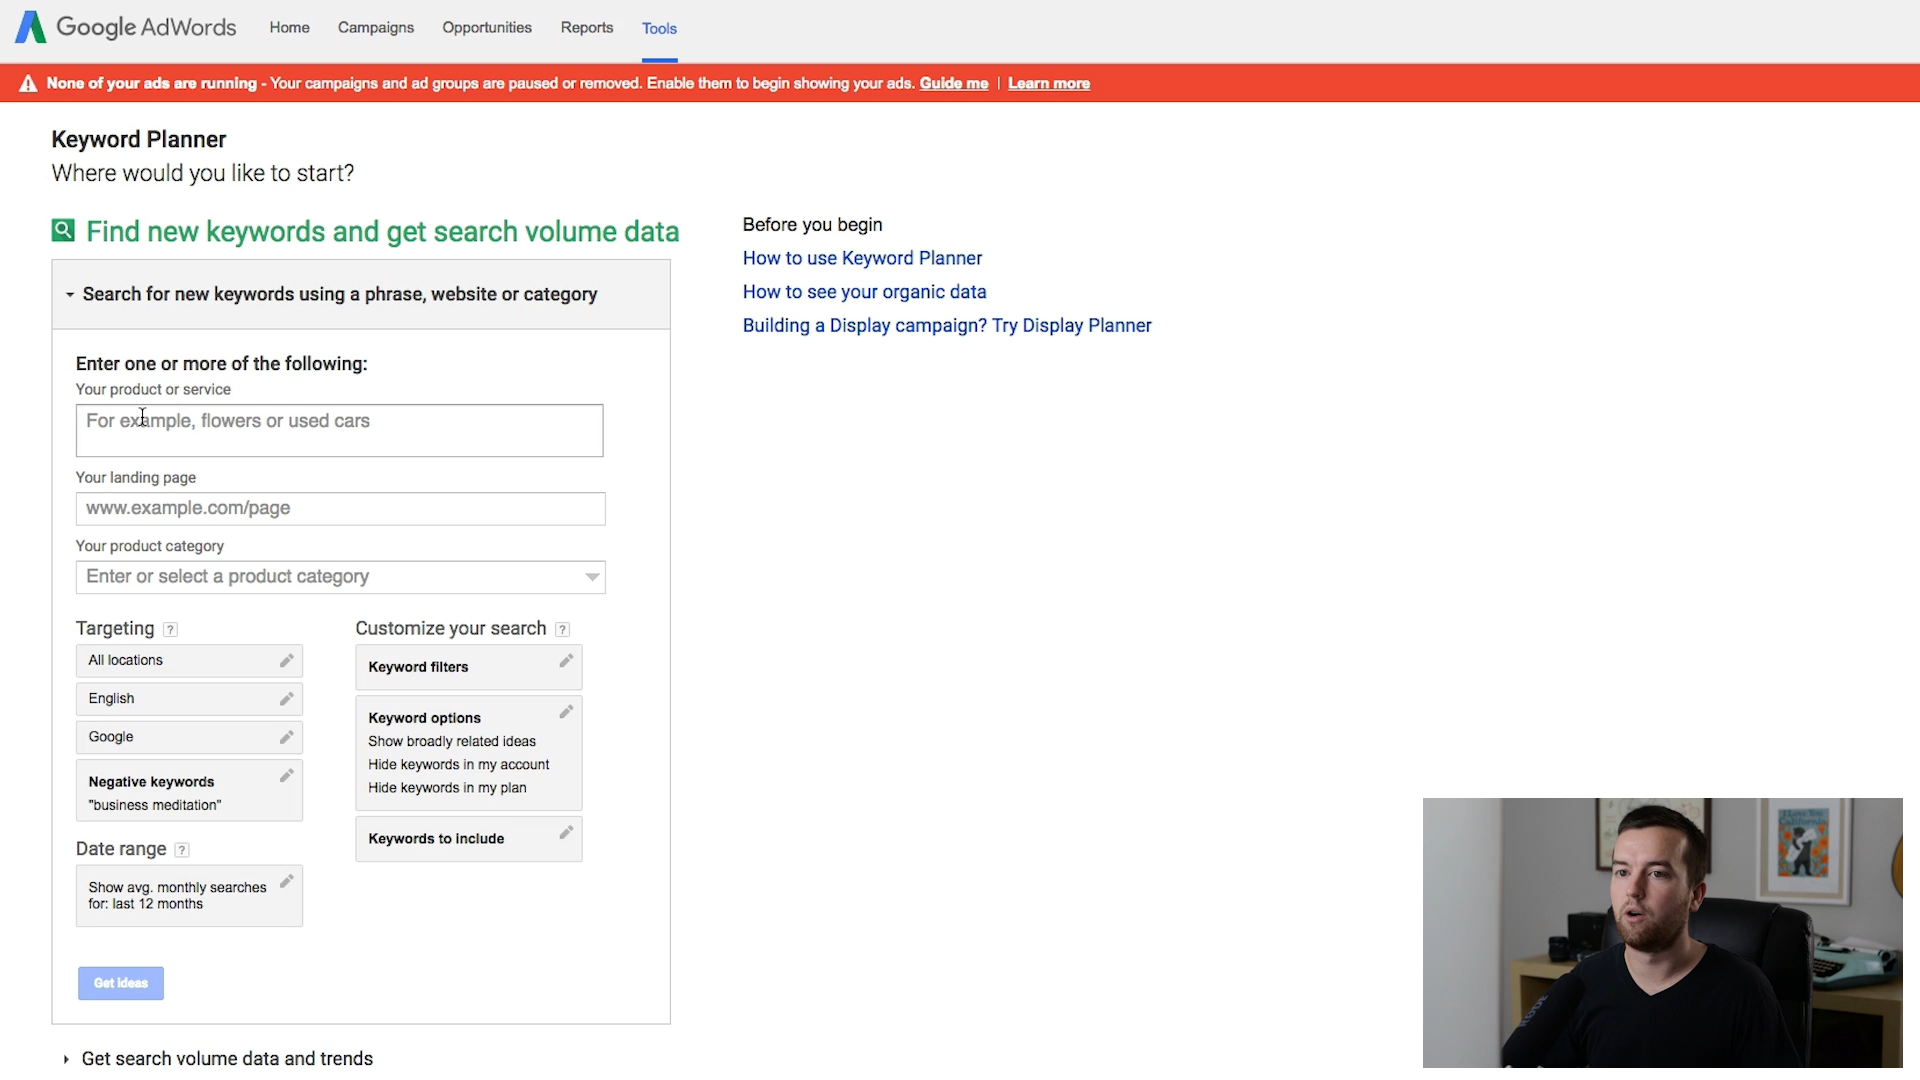 Google AdWords
Home
Campaigns
Opportunities
Reports
Tools
None of your ads are running - Your campaigns and ad groups are paused or removed. Enable them to begin showing your ads. Guide me | Learn more
Keyword Planner
Where would you like to start?
Find new keywords and get search volume data
Search for new keywords using a phrase, website or category
Enter one or more of the following:
Your product or service
For example, flowers or used cars
Your landing page
www.example.com/page
Your product category
Enter or select a product category
Targeting ?
All locations
English
Google
Negative keywords
"business meditation"
Date range ?
Show avg. monthly searches
for: last 12 months
Customize your search ?
Keyword filters
Keyword options
Show broadly related ideas
Hide keywords in my account
Hide keywords in my plan
Keywords to include
Get ideas
Get search volume data and trends
Before you begin
How to use Keyword Planner
How to see your organic data
Building a Display campaign? Try Display Planner
I Love You
California